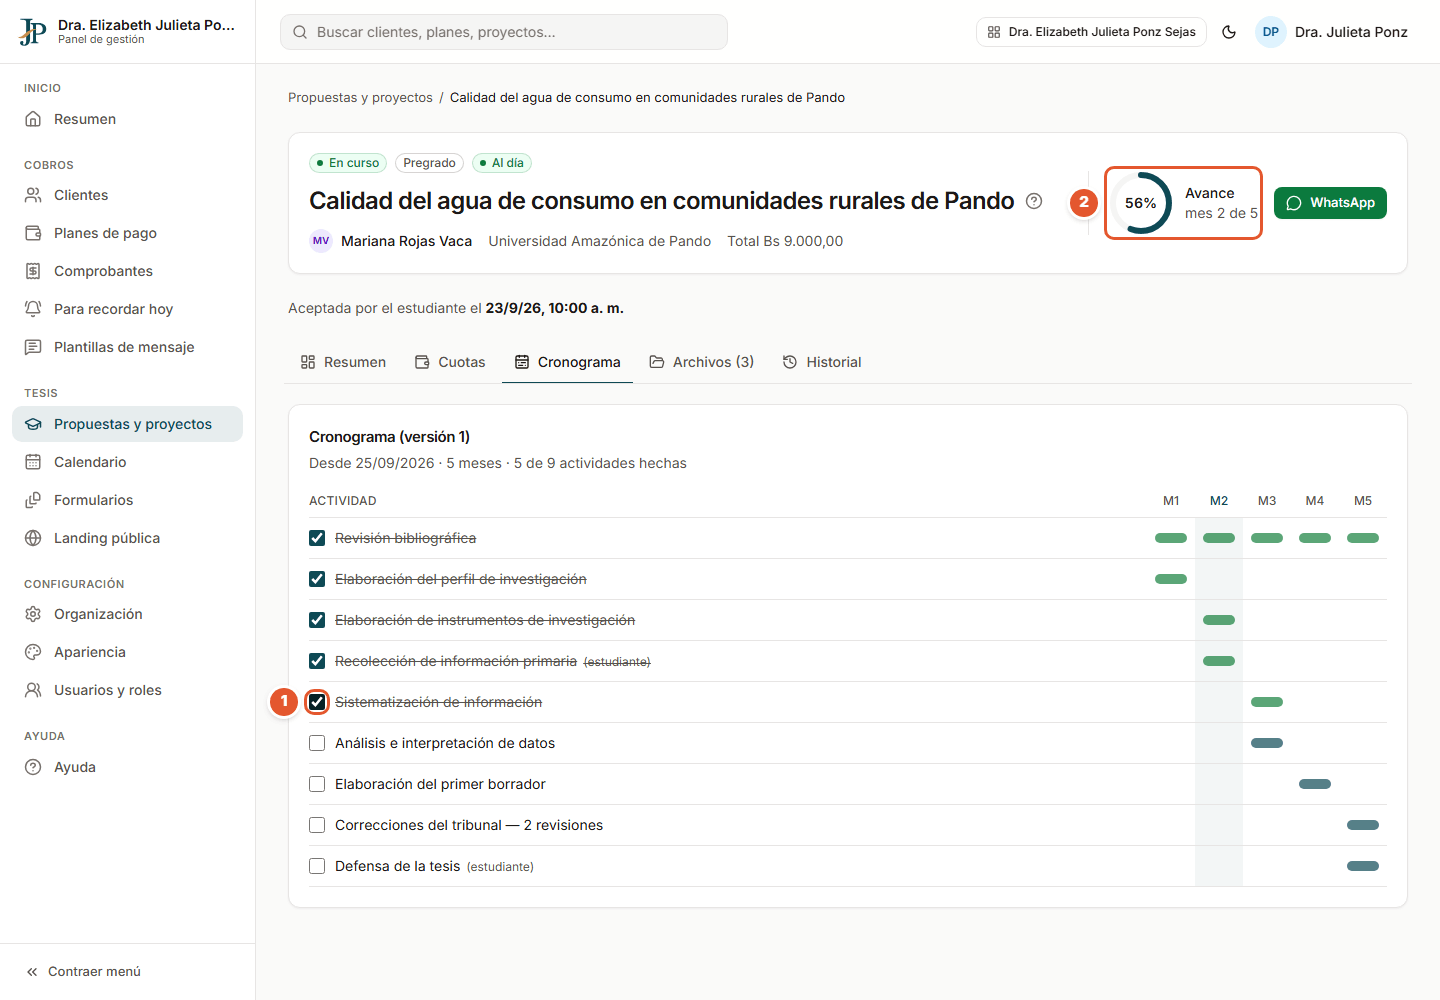 JP
Dra. Elizabeth Julieta Po...
Panel de gestión
Buscar clientes, planes, proyectos...
Dra. Elizabeth Julieta Ponz Sejas
DP
Dra. Julieta Ponz
INICIO
Resumen
COBROS
Clientes
Planes de pago
Comprobantes
Para recordar hoy
Plantillas de mensaje
TESIS
Propuestas y proyectos
Calendario
Formularios
Landing pública
CONFIGURACIÓN
Organización
Apariencia
Usuarios y roles
AYUDA
Ayuda
Contraer menú
Propuestas y proyectos / Calidad del agua de consumo en comunidades rurales de Pando
En curso
Pregrado
Al día
Calidad del agua de consumo en comunidades rurales de Pando
MV Mariana Rojas Vaca Universidad Amazónica de Pando Total Bs 9.000,00
2
56%
Avance
mes 2 de 5
WhatsApp
Aceptada por el estudiante el 23/9/26, 10:00 a. m.
Resumen
Cuotas
Cronograma
Archivos (3)
Historial
Cronograma (versión 1)
Desde 25/09/2026 · 5 meses · 5 de 9 actividades hechas
ACTIVIDAD M1 M2 M3 M4 M5
Revisión bibliográfica
Elaboración del perfil de investigación
Elaboración de instrumentos de investigación
Recolección de información primaria (estudiante)
1 Sistematización de información
Análisis e interpretación de datos
Elaboración del primer borrador
Correcciones del tribunal — 2 revisiones
Defensa de la tesis (estudiante)